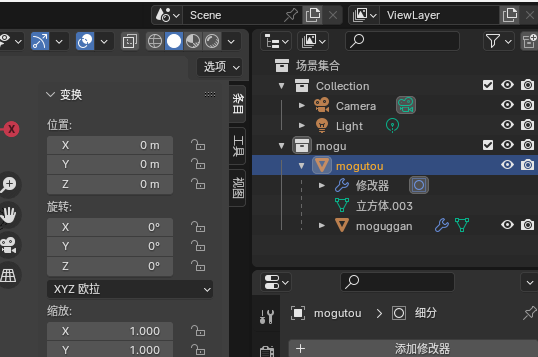 Scene
ViewLayer
选项
变换
位置:
X 0 m
Y 0 m
Z 0 m
旋转:
X 0°
Y 0°
Z 0°
XYZ 欧拉
缩放:
X 1.000
Y 1.000
条目
工具
视图
X
场景集合
Collection
Camera
Light
mogu
mogutou
修改器
立方体.003
moguggan
mogutou
细分
添加修改器